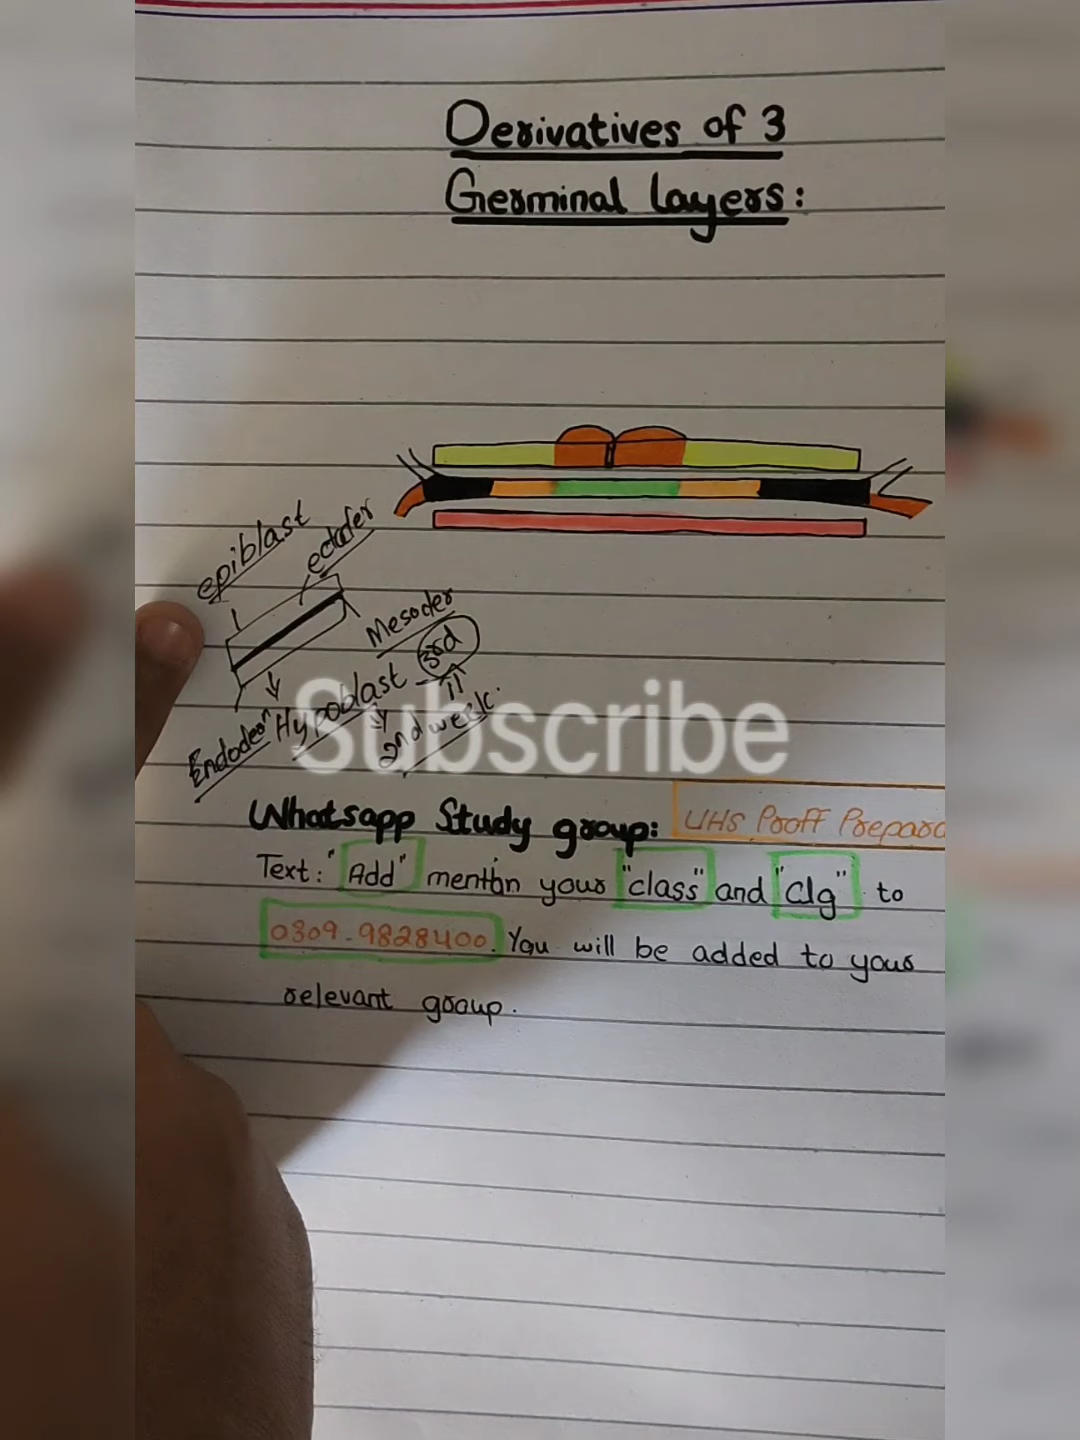 Derivatives of 3
Germinal layers:
epiblast
ectoder
Mesoder
Hypoblast 3rd
Endoderm
2nd week.
Subscribe
Whatsapp Study group: UHS Proff Prepara
Text: "Add" mention your "class" and "Clg" to
0309-9828400. You will be added to your
relevant group.